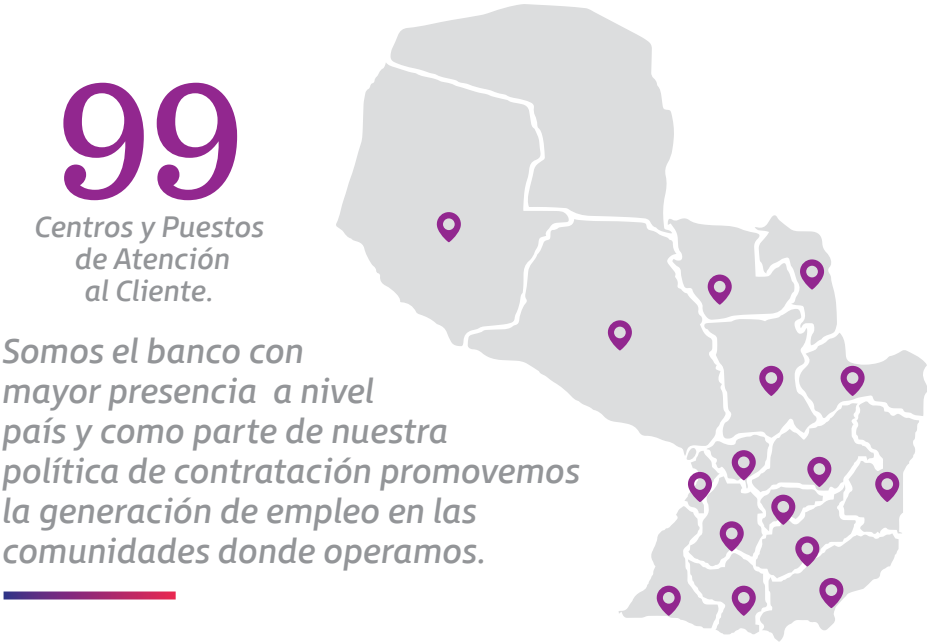 99
Centros y Puestos
de Atención
al Cliente.
Somos el banco con
mayor presencia a nivel
país y como parte de nuestra
política de contratación promovemos
la generación de empleo en las
comunidades donde operamos.